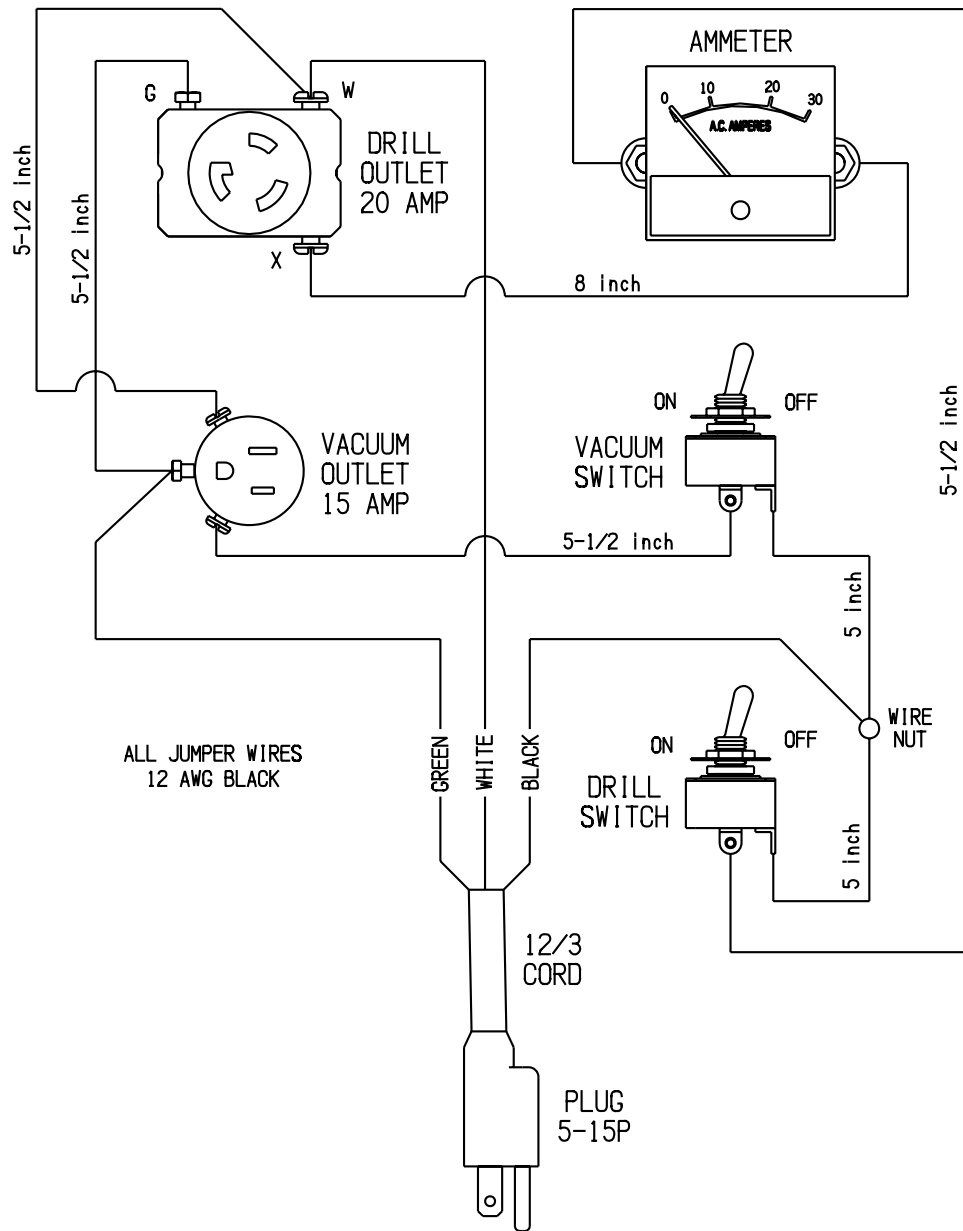 AMMETER
G
W
0
10
20
30
A.C. AMPERES
DRILL
OUTLET
20 AMP
5-1/2 inch
5-1/2 inch
X
8 inch
ON
OFF
VACUUM
SWITCH
5-1/2 inch
VACUUM
OUTLET
15 AMP
5-1/2 inch
5 inch
WIRE
NUT
ON
OFF
DRILL
SWITCH
5 inch
ALL JUMPER WIRES
12 AWG BLACK
GREEN
WHITE
BLACK
12/3
CORD
PLUG
5-15P